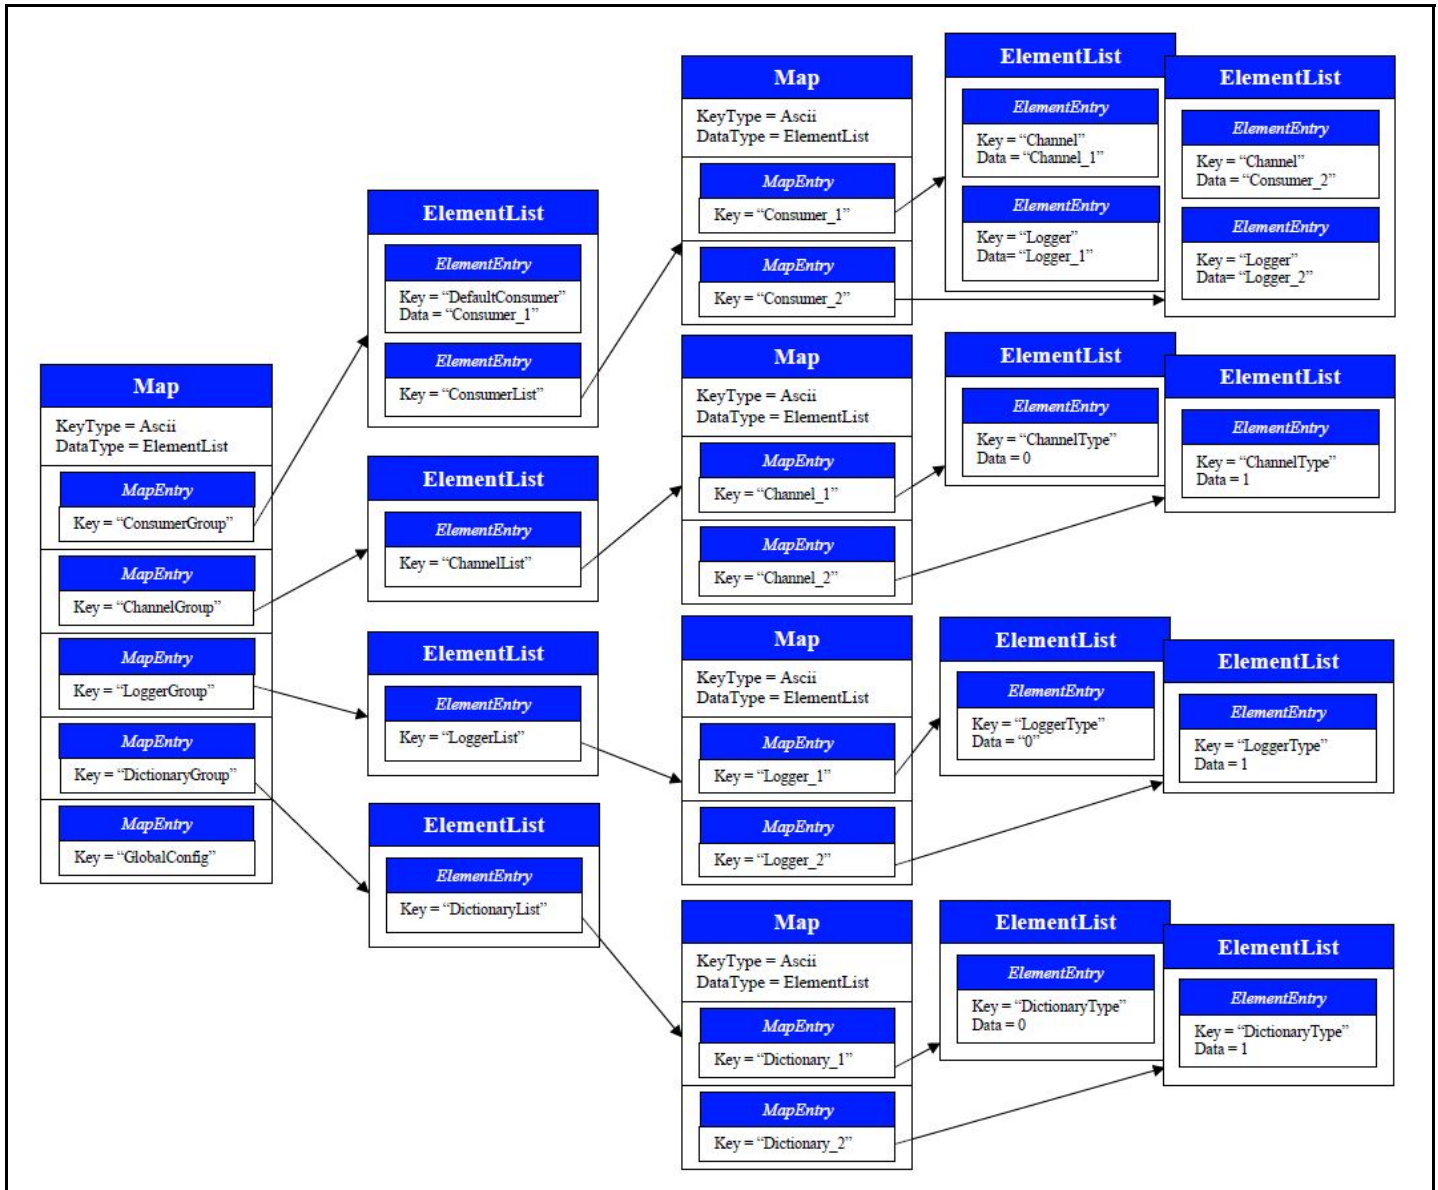 Map
KeyType = Ascii
DataType = ElementList
MapEntry
Key = “ConsumerGroup”
MapEntry
Key = “ChannelGroup”
MapEntry
Key = “LoggerGroup”
MapEntry
Key = “DictionaryGroup”
MapEntry
Key = “GlobalConfig”
ElementList
ElementEntry
Key = “DefaultConsumer”
Data = “Consumer_1”
ElementEntry
Key = “ConsumerList”
ElementList
ElementEntry
Key = “ChannelList”
ElementList
ElementEntry
Key = “LoggerList”
ElementList
ElementEntry
Key = “DictionaryList”
Map
KeyType = Ascii
DataType = ElementList
MapEntry
Key = “Consumer_1”
MapEntry
Key = “Consumer_2”
ElementList
ElementEntry
Key = “Channel”
Data = “Channel_1”
ElementEntry
Key = “Logger”
Data= “Logger_1”
ElementList
ElementEntry
Key = “Channel”
Data= “Consumer_2”
ElementEntry
Key = “Logger”
Data= “Logger_2”
Map
KeyType = Ascii
DataType = ElementList
MapEntry
Key = “Channel_1”
MapEntry
Key = “Channel_2”
ElementList
ElementEntry
Key = “ChannelType”
Data = 0
ElementList
ElementEntry
Key = “ChannelType”
Data = 1
Map
KeyType = Ascii
DataType = ElementList
MapEntry
Key = “Logger_1”
MapEntry
Key = “Logger_2”
ElementList
ElementEntry
Key = “LoggerType”
Data = “0”
ElementList
ElementEntry
Key = “LoggerType”
Data = 1
Map
KeyType = Ascii
DataType = ElementList
MapEntry
Key = “Dictionary_1”
MapEntry
Key = “Dictionary_2”
ElementList
ElementEntry
Key = “DictionaryType”
Data = 0
ElementList
ElementEntry
Key = “DictionaryType”
Data = 1